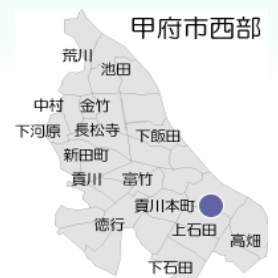 甲府市西部
荒川
池田
中村
金竹
下河原
長松寺
下飯田
新田町
貢川
富竹
貢川本町
徳行
上石田
高畑
下石田